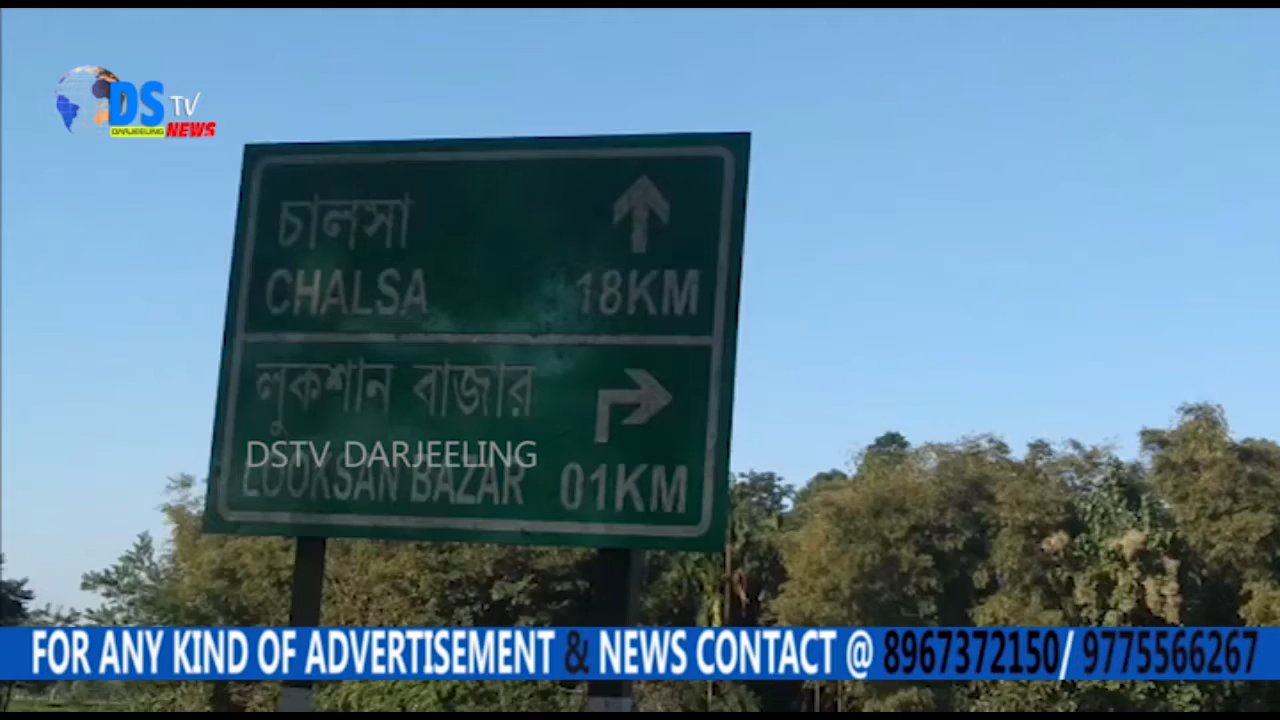 DS TV
DARJEELING NEWS
চালসা
CHALSA 18KM
লুকশান বাজার
DSTV DARJEELING
LOOKSAN BAZAR 01KM
FOR ANY KIND OF ADVERTISEMENT & NEWS CONTACT @ 8967372150/ 9775566267